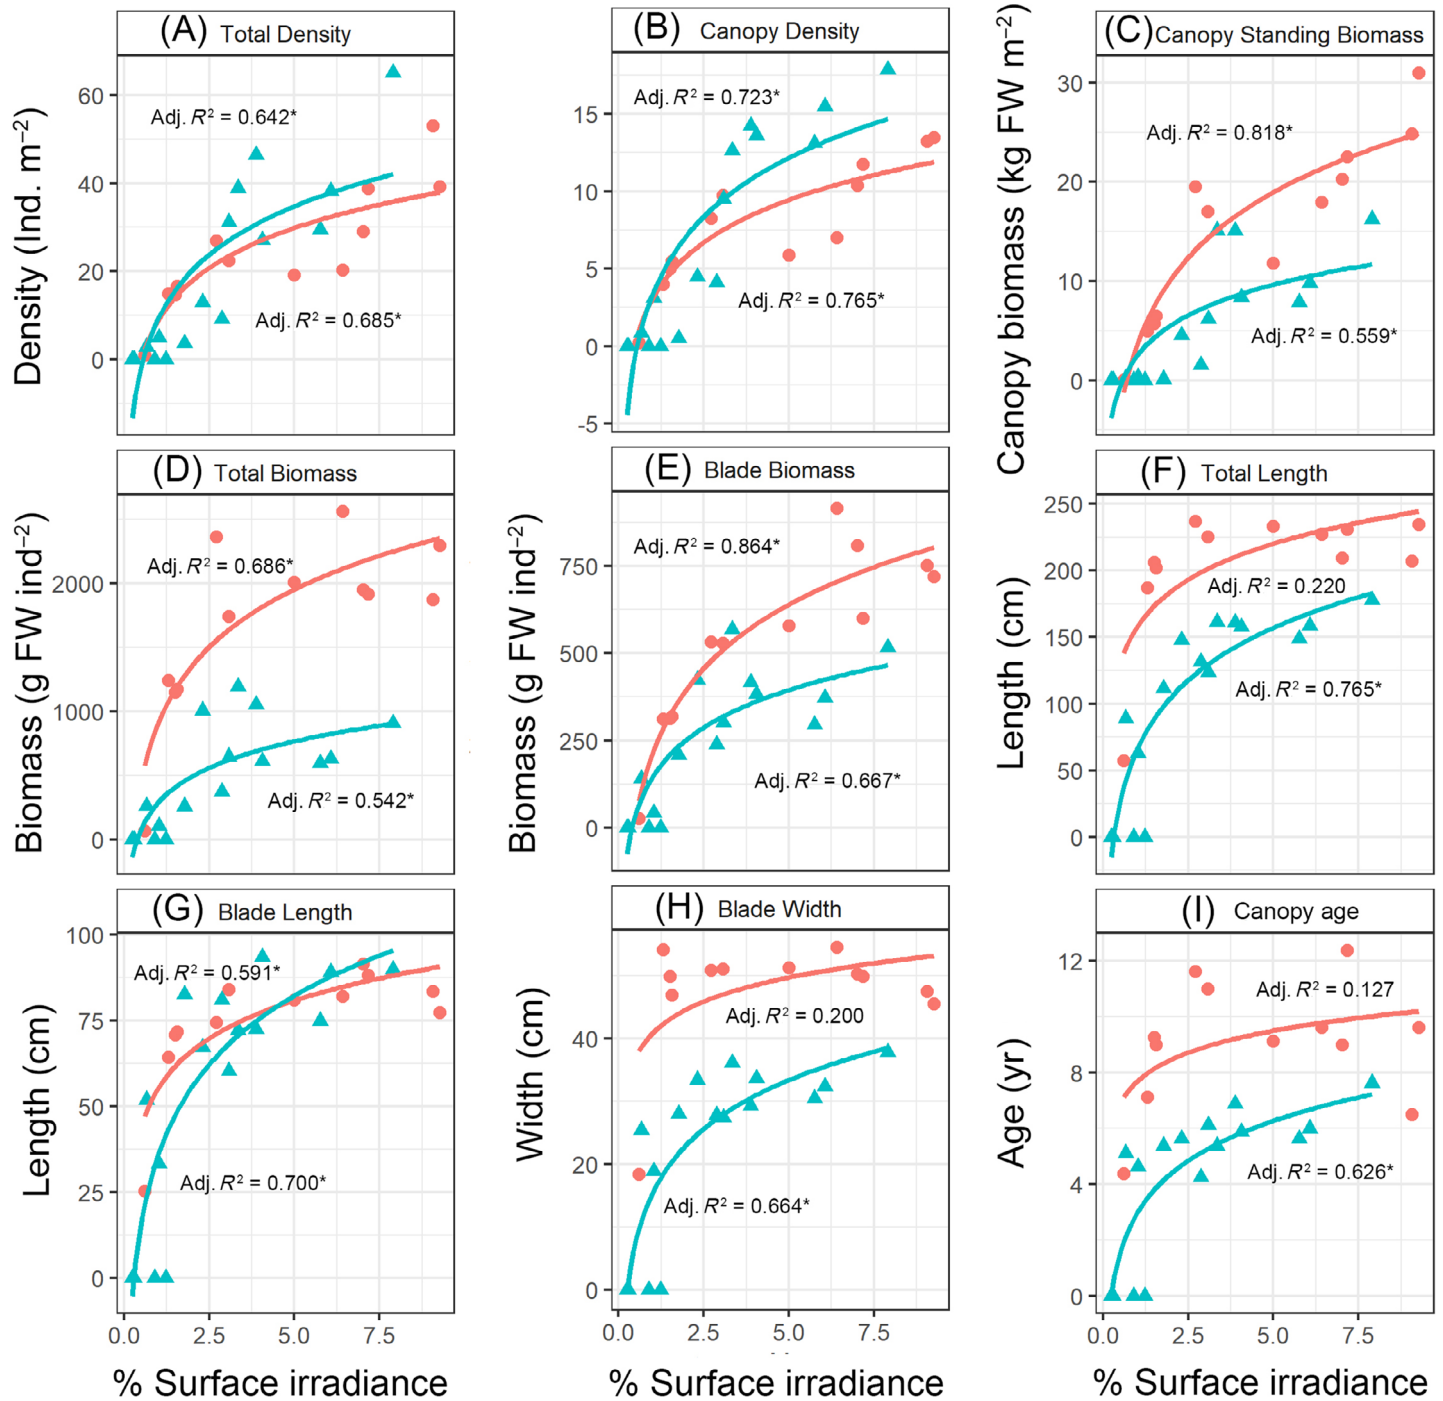 (A) Total Density
(B) Canopy Density
(C) Canopy Standing Biomass
Density (Ind. m⁻²)
60
40
20
0
Adj. R² = 0.642*
Adj. R² = 0.685*
15
10
5
0
-5
Adj. R² = 0.723*
Adj. R² = 0.765*
Canopy biomass (kg FW m⁻²)
30
20
10
0
Adj. R² = 0.818*
Adj. R² = 0.559*
(D) Total Biomass
(E) Blade Biomass
(F) Total Length
Biomass (g FW ind⁻²)
2000
1000
0
Adj. R² = 0.686*
Adj. R² = 0.542*
Biomass (g FW ind⁻²)
750
500
250
0
Adj. R² = 0.864*
Adj. R² = 0.667*
Length (cm)
250
200
150
100
50
0
Adj. R² = 0.220
Adj. R² = 0.765*
(G) Blade Length
(H) Blade Width
(I) Canopy age
Length (cm)
100
75
50
25
0
Adj. R² = 0.591*
Adj. R² = 0.700*
Width (cm)
40
20
0
Adj. R² = 0.200
Adj. R² = 0.664*
Age (yr)
12
8
4
0
Adj. R² = 0.127
Adj. R² = 0.626*
0.0 2.5 5.0 7.5
0.0 2.5 5.0 7.5
0.0 2.5 5.0 7.5
% Surface irradiance
% Surface irradiance
% Surface irradiance